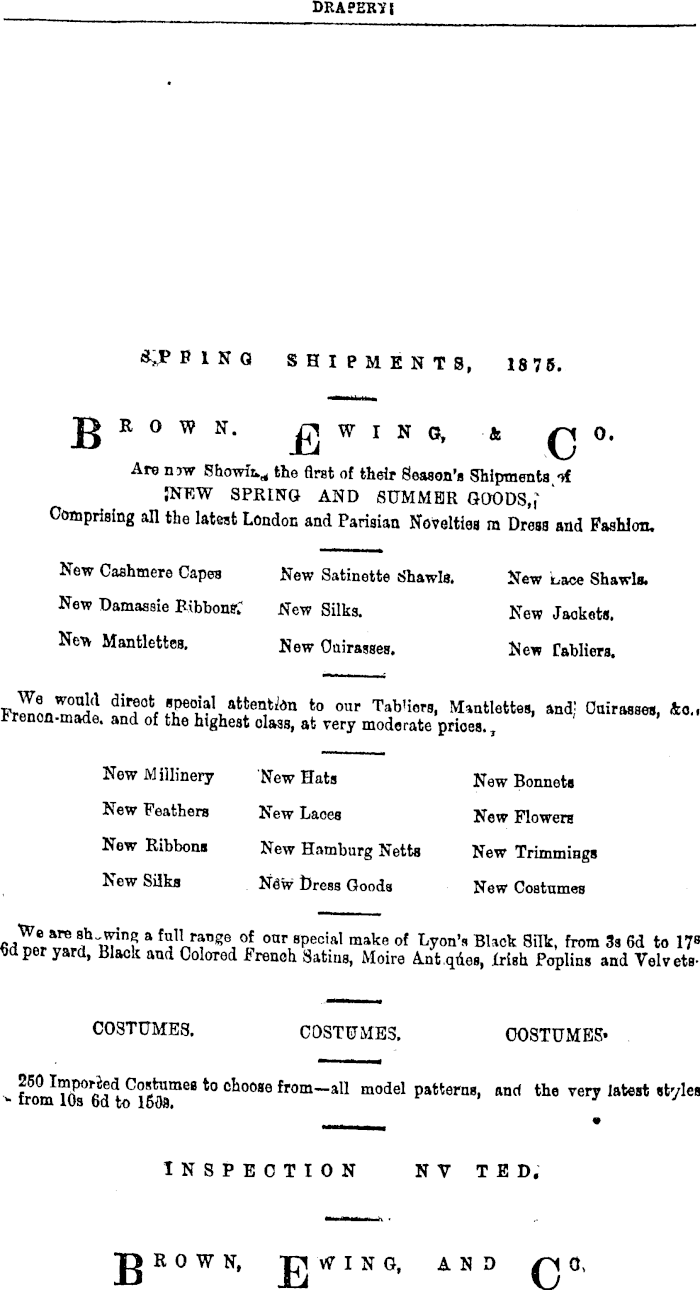 DRAPERY!
SPRING SHIPMENTS, 1875.
BROWN. EWING, & CO.
Are now Showing the first of their Season's Shipments of
NEW SPRING AND SUMMER GOODS,
Comprising all the latest London and Parisian Novelties in Dress and Fashion.
New Cashmere Capes New Satinette Shawls. New Lace Shawls.
New Damassie Ribbons. New Silks. New Jackets.
New Mantlettes. New Cuirasses. New Tabliers.
We would direct special attention to our Tabliers, Mantlettes, and Cuirasses, &c.,
French-made. and of the highest class, at very moderate prices.,
New Millinery New Hats New Bonnets
New Feathers New Laces New Flowers
New Ribbons New Hamburg Netts New Trimmings
New Silks New Dress Goods New Costumes
We are showing a full range of our special make of Lyon's Black Silk, from 3s 6d to 17s
6d per yard, Black and Colored French Satins, Moire Antiques, Irish Poplins and Velvets.
COSTUMES. COSTUMES. COSTUMES.
250 Imported Costumes to choose from—all model patterns, and the very latest styles
from 10s 6d to 150s.
INSPECTION NV TED.
BROWN, EWING, AND CO.